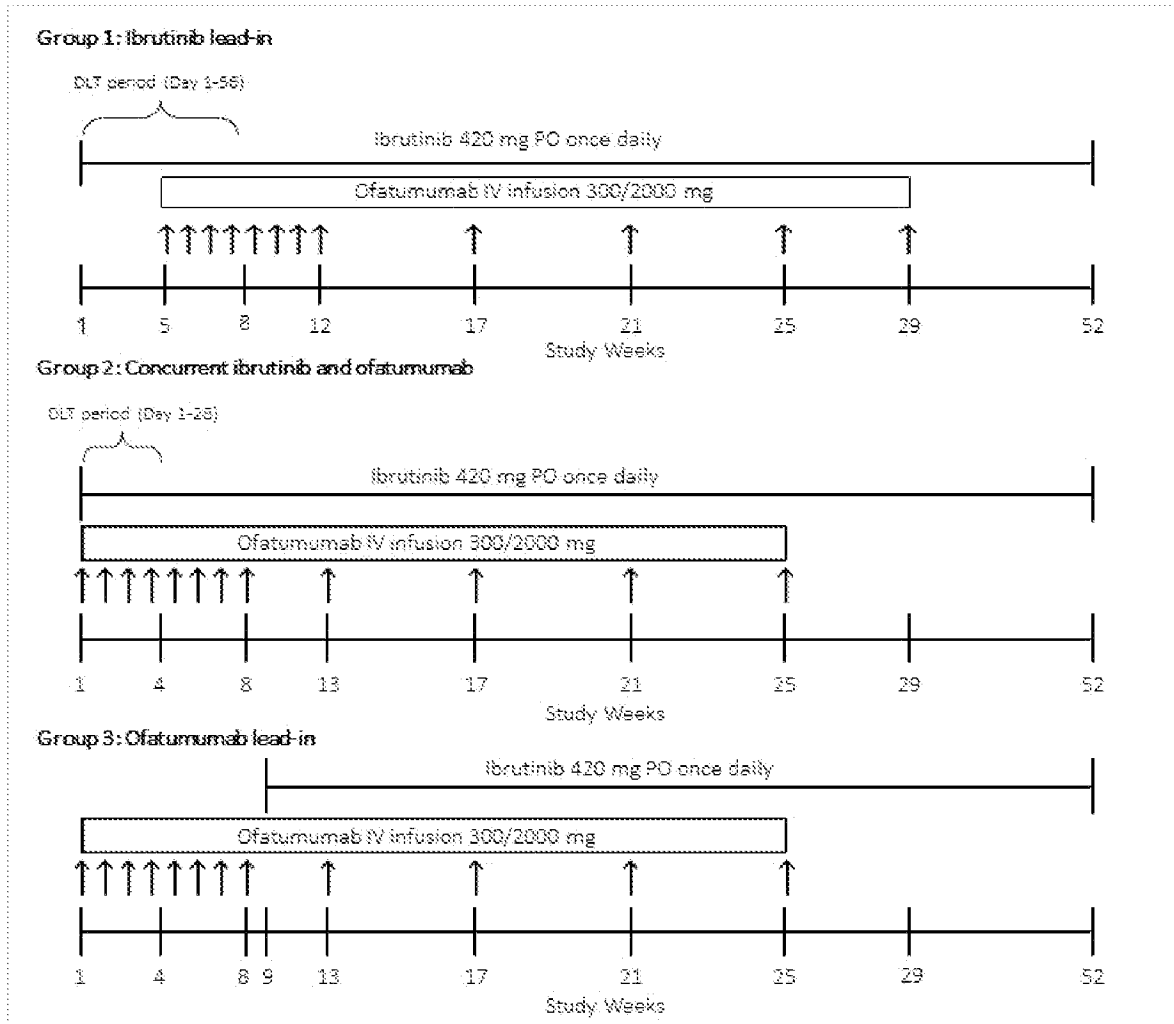 Group 1: Ibrutinib lead-in
DLT period (Day 1-56)
Ibrutinib 420 mg PO once daily
Ofatumumab IV infusion 300/2000 mg
1 5 8 12 17 21 25 29 52
Study Weeks
Group 2: Concurrent ibrutinib and ofatumumab
DLT period (Day 1-28)
Ibrutinib 420 mg PO once daily
Ofatumumab IV infusion 300/2000 mg
1 4 8 13 17 21 25 29 52
Study Weeks
Group 3: Ofatumumab lead-in
Ibrutinib 420 mg PO once daily
Ofatumumab IV infusion 300/2000 mg
1 4 8 9 13 17 21 25 29 52
Study Weeks